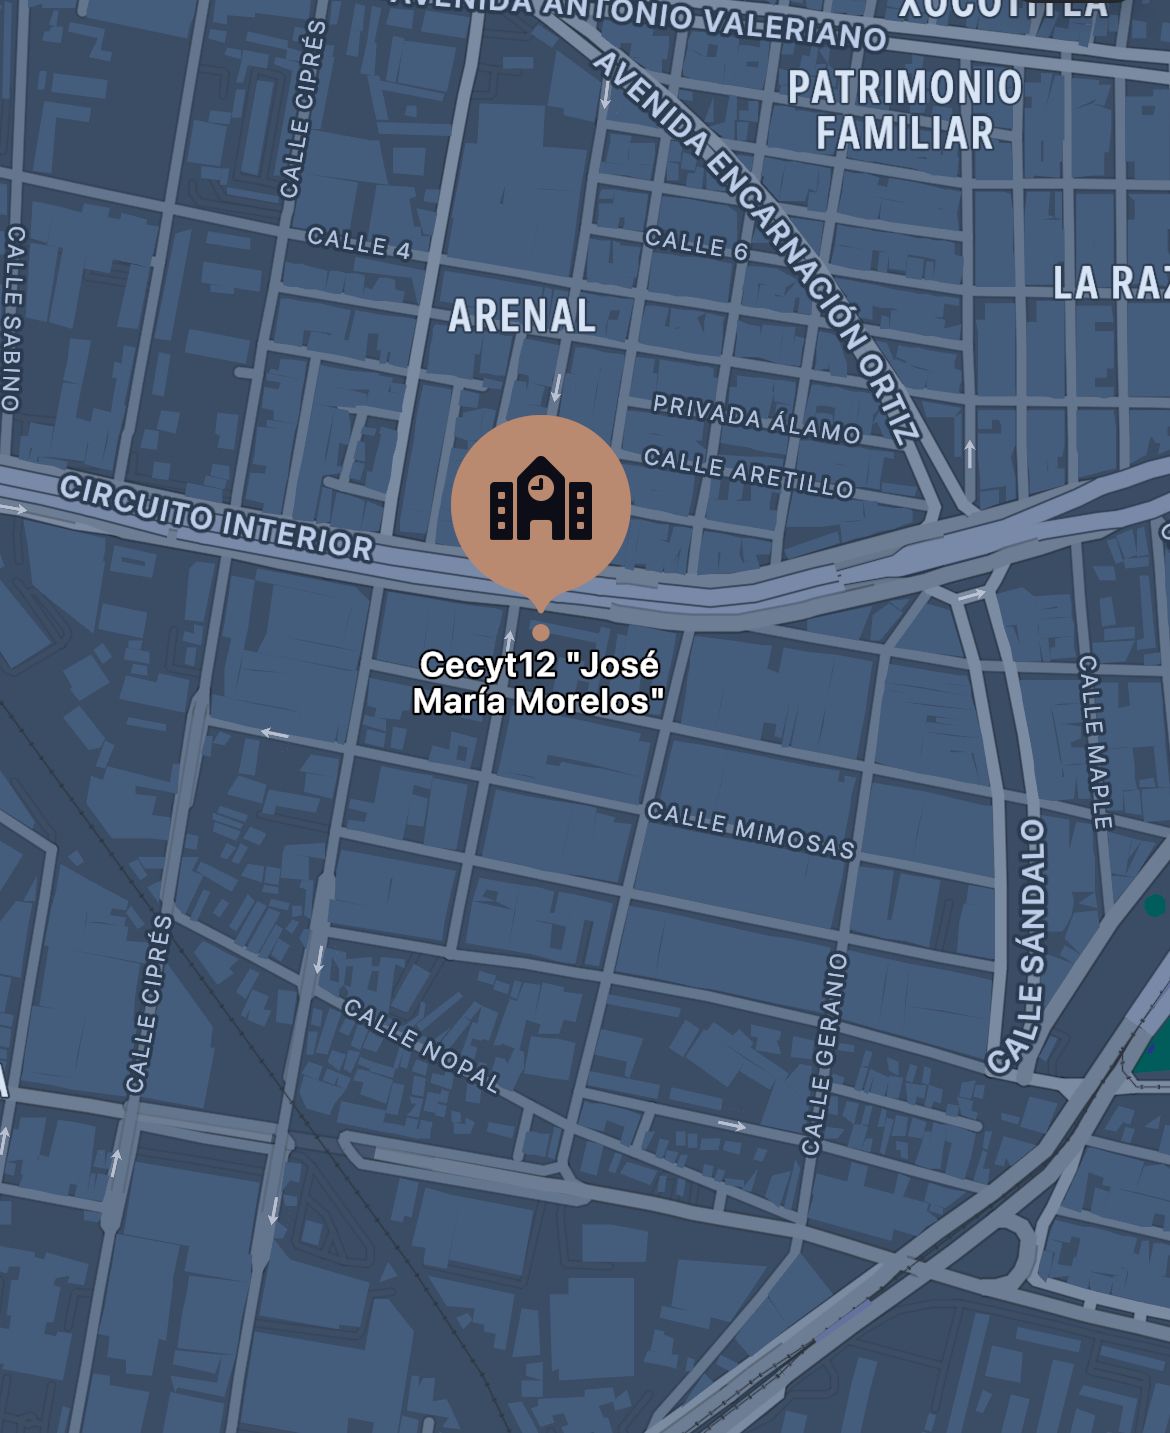 AVENIDA ANTONIO VALERIANO
XOCOTITLA
CALLE CIPRÉS
AVENIDA ENCARNACIÓN ORTIZ
PATRIMONIO
FAMILIAR
CALLE SABINO
CALLE 4
CALLE 6
LA RAZ
ARENAL
PRIVADA ÁLAMO
CALLE ARETILLO
CIRCUITO INTERIOR
Cecyt12 "José
María Morelos"
CALLE MAPLE
CALLE MIMOSAS
CALLE SÁNDALO
CALLE CIPRÉS
CALLE GERANIO
CALLE NOPAL
A